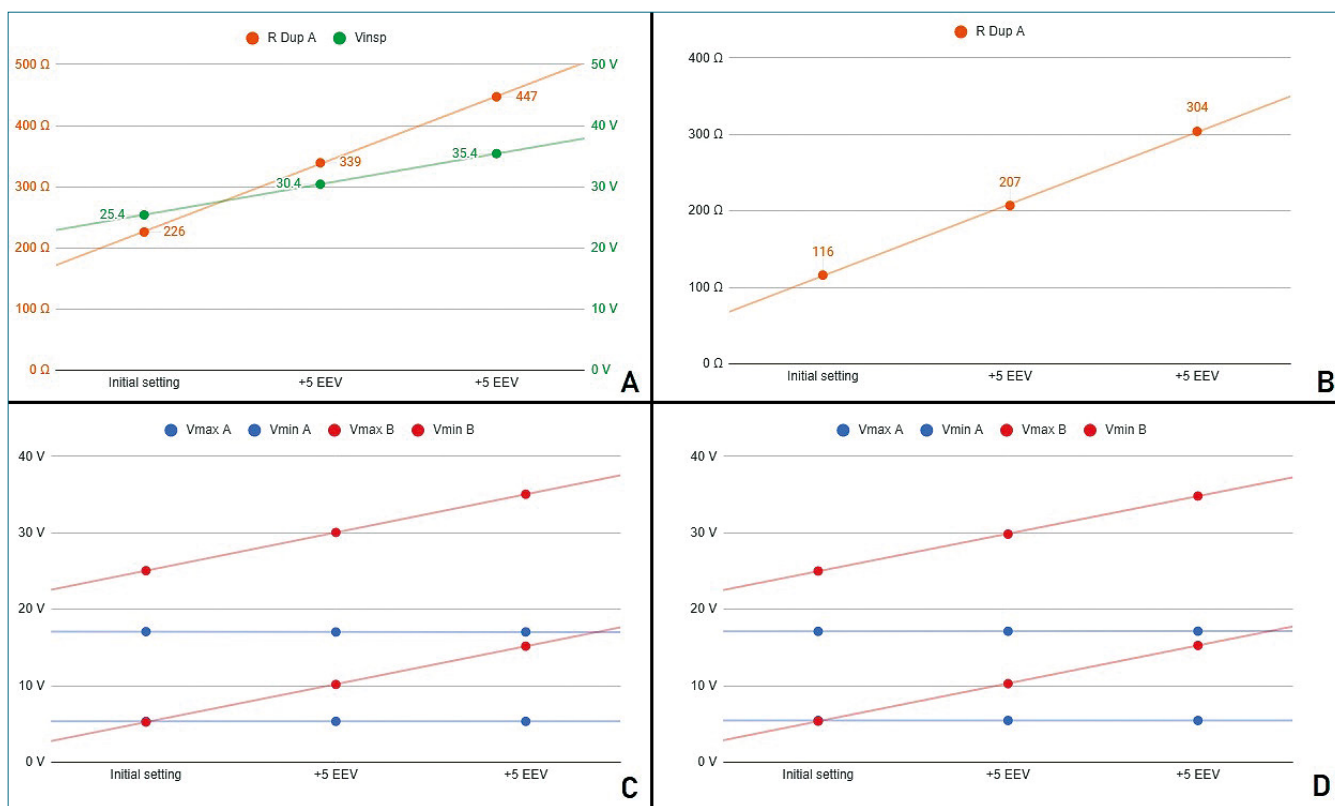 R Dup A Vinsp
500 Ω 50 V
447
400 Ω 40 V
339 35.4
300 Ω 30.4 30 V
25.4
226
200 Ω 20 V
100 Ω 10 V
0 Ω 0 V
Initial setting +5 EEV +5 EEV
A
R Dup A
400 Ω
304
300 Ω
207
200 Ω
116
100 Ω
0 Ω
Initial setting +5 EEV +5 EEV
B
Vmax A Vmin A Vmax B Vmin B
40 V
30 V
20 V
10 V
0 V
Initial setting +5 EEV +5 EEV
C
Vmax A Vmin A Vmax B Vmin B
40 V
30 V
20 V
10 V
0 V
Initial setting +5 EEV +5 EEV
D